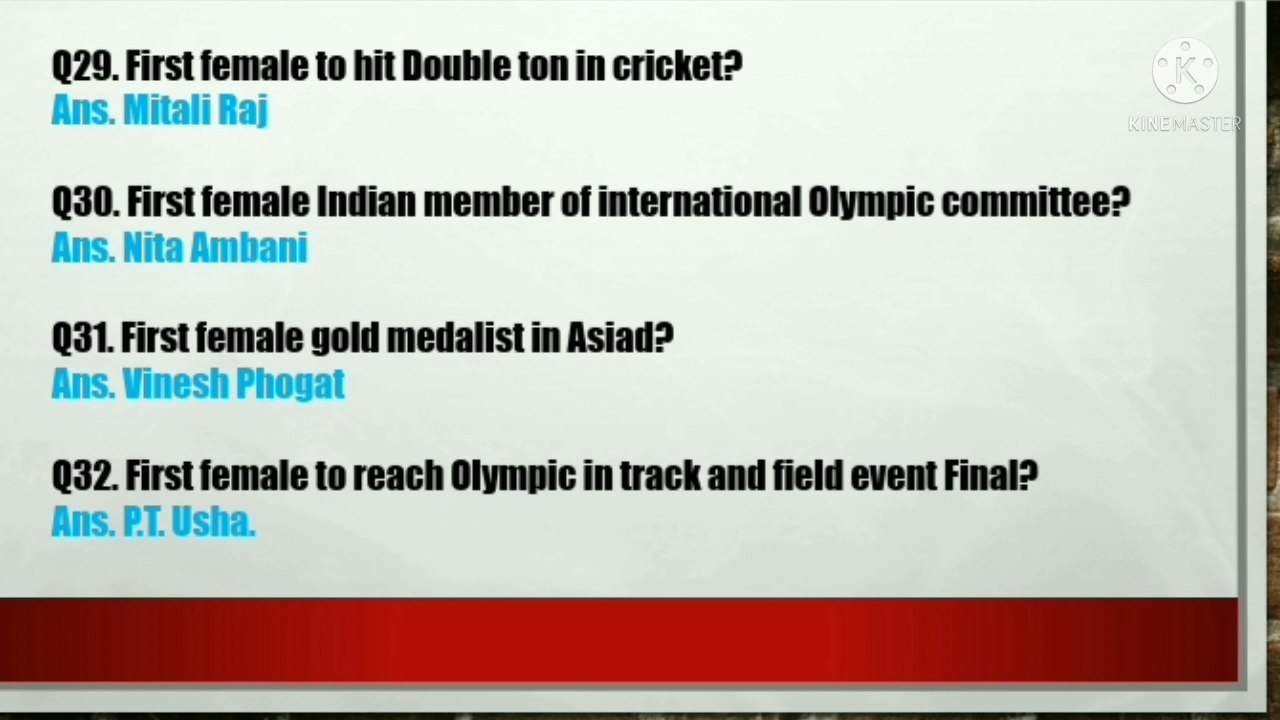 Q29. First female to hit Double ton in cricket?
Ans. Mitali Raj
Q30. First female Indian member of international Olympic committee?
Ans. Nita Ambani
Q31. First female gold medalist in Asiad?
Ans. Vinesh Phogat
Q32. First female to reach Olympic in track and field event Final?
Ans. P.T. Usha.
K
KINEMASTER